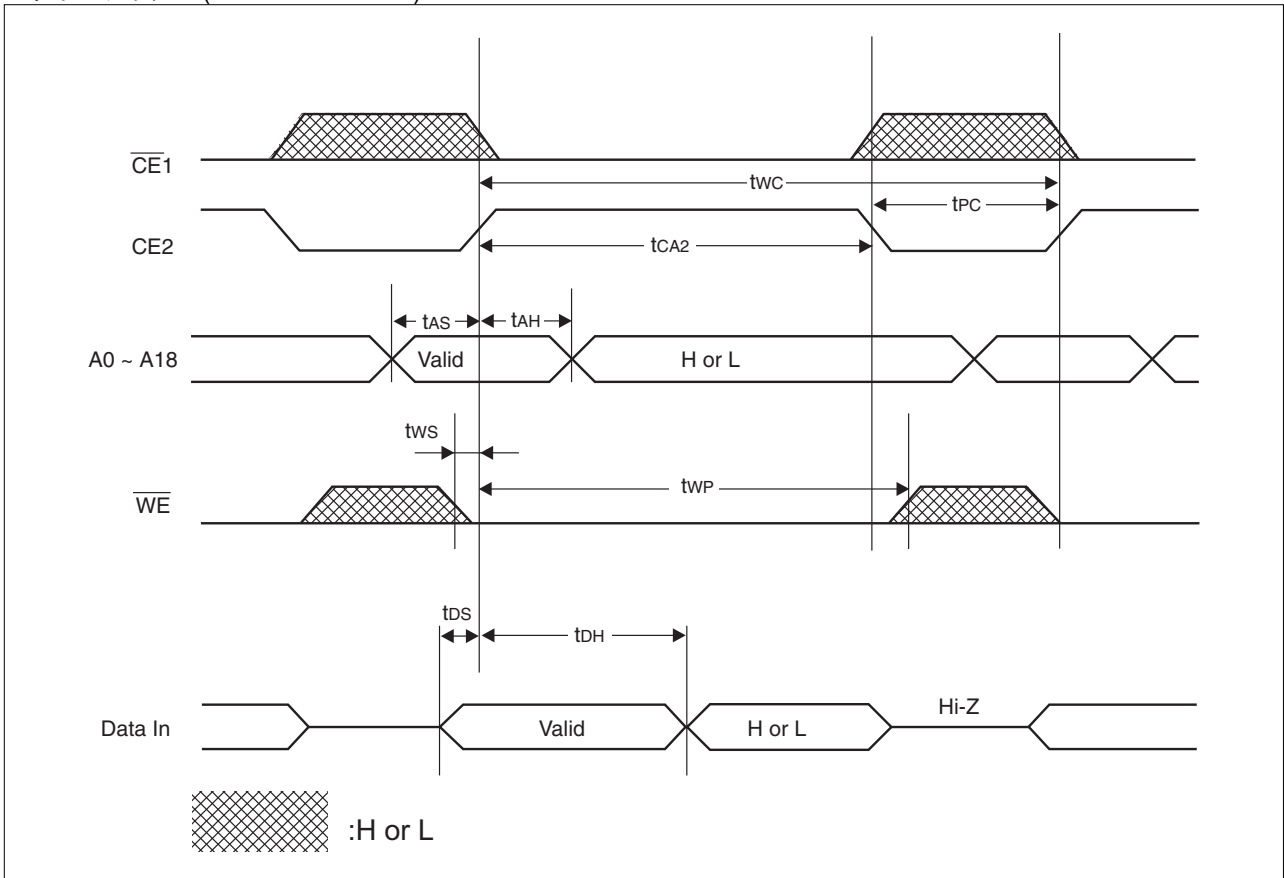 CE1
tWC
tPC
CE2
tCA2
tAS
tAH
A0 ~ A18
Valid
H or L
tWS
tWP
WE
tDS
tDH
Hi-Z
Data In
Valid
H or L
:H or L